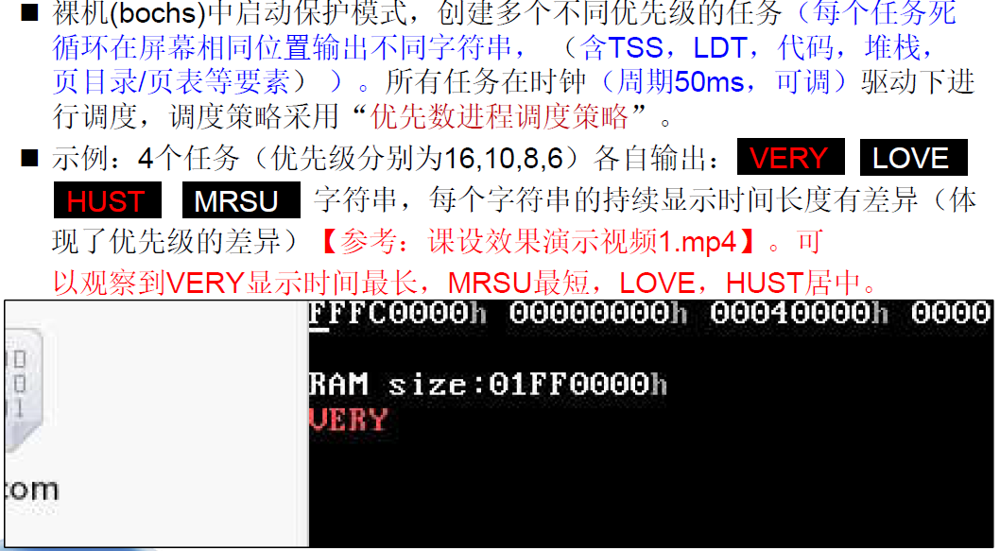 ■ 裸机(bochs)中启动保护模式，创建多个不同优先级的任务（每个任务死
循环在屏幕相同位置输出不同字符串， （含TSS，LDT，代码，堆栈，
页目录/页表等要素））。所有任务在时钟（周期50ms，可调）驱动下进
行调度，调度策略采用“优先数进程调度策略”。
■ 示例：4个任务（优先级分别为16,10,8,6）各自输出： VERY LOVE
HUST MRSU 字符串，每个字符串的持续显示时间长度有差异（体
现了优先级的差异）【参考：课设效果演示视频1.mp4】。可
以观察到VERY显示时间最长，MRSU最短，LOVE，HUST居中。
FFFC0000h 00000000h 00040000h 0000
RAM size:01FF0000h
VERY
com